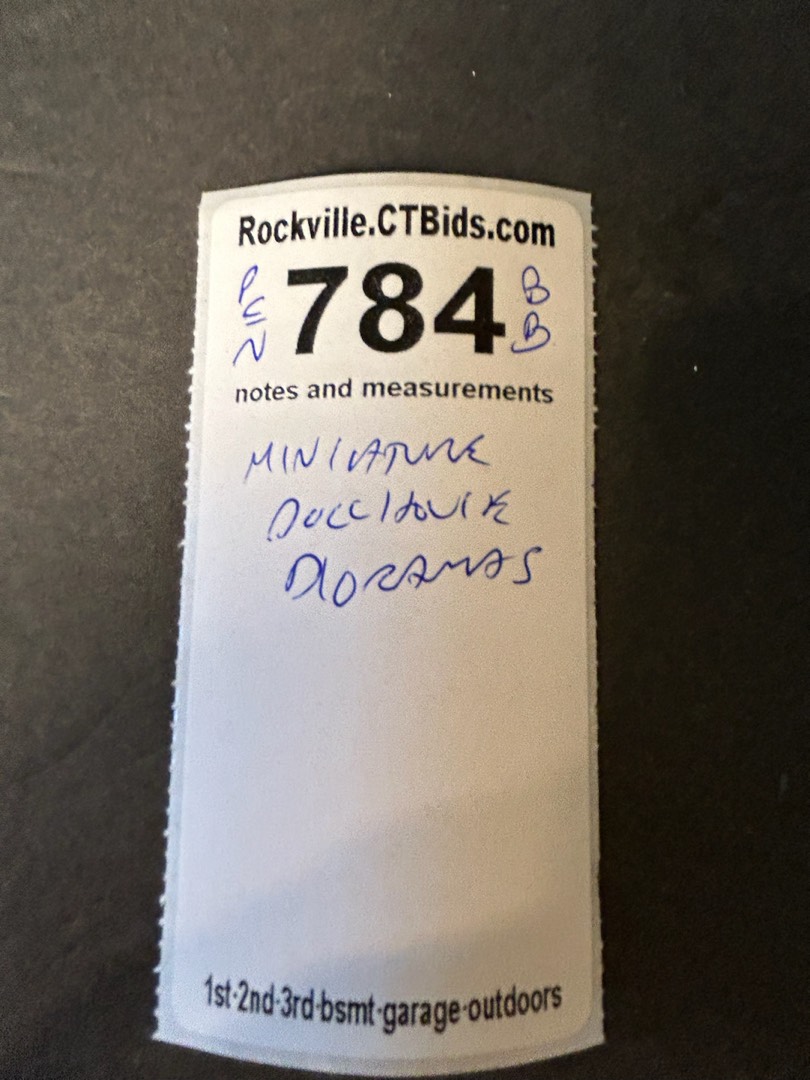 Rockville.CTBids.com
P
C
N
784
B
B
notes and measurements
MINIATURE
DOLLHOUSE
DIORAMAS
1st·2nd·3rd·bsmt·garage·outdoors